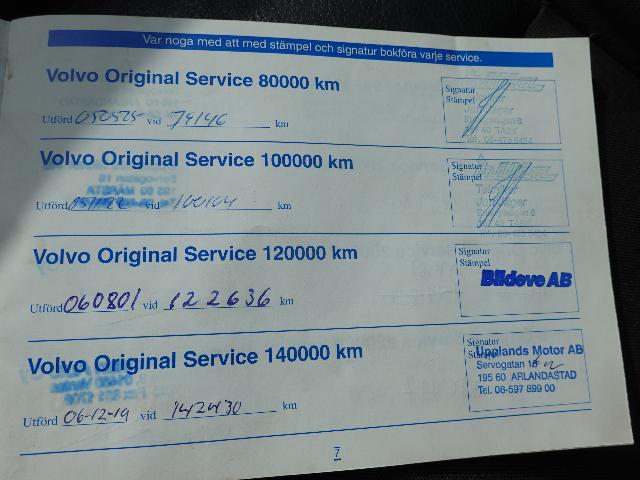 Var noga med att med stämpel och signatur bokföra varje service.
Volvo Original Service 80000 km
Utförd 050525 vid 79146 km
Signatur
Stämpel
40 TÄBY
Volvo Original Service 100000 km
Utförd vid km
Signatur
Stämpel
Volvo Original Service 120000 km
Utförd 060801 vid 122636 km
Signatur
Stämpel
Bildeve AB
Volvo Original Service 140000 km
Utförd 06-12-19 vid 142430 km
Signatur
Stämpel
Upplands Motor AB
Servogatan
195 60 ARLANDASTAD
Tel. 08-597 899 00
7